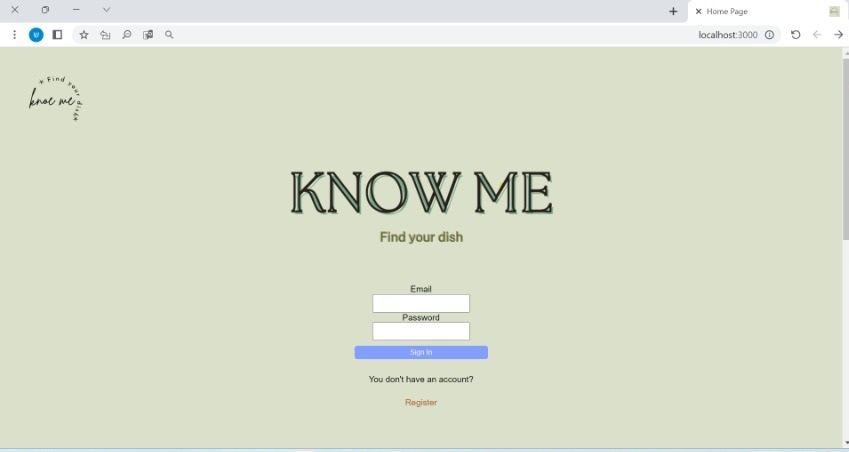 Home Page
localhost:3000
* Find your dish*
knoc me
KNOW ME
Find your dish
Email
Password
Sign in
You don't have an account?
Register